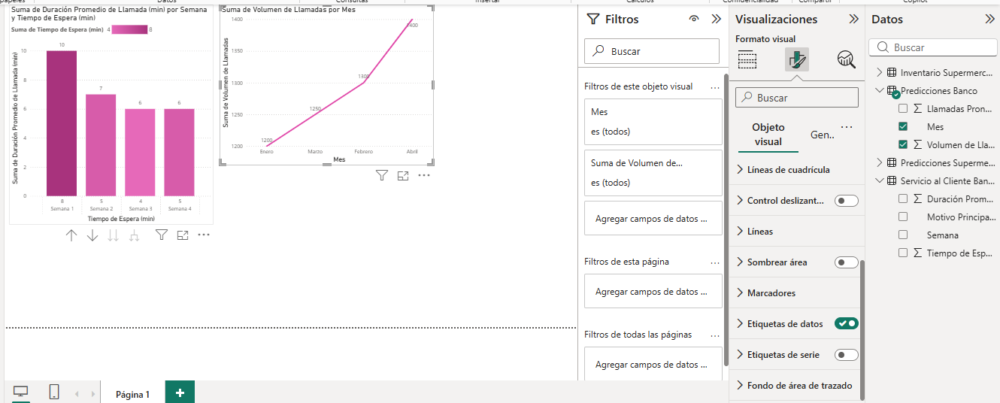 papeles
Datos
Consultas
Insertar
Cálculos
Confidencialidad
Compartir
Copilot
Suma de Duración Promedio de Llamada (min) por Semana
y Tiempo de Espera (min)
Suma de Tiempo de Espera (min) 4 8
Suma de Duración Promedio de Llamada (min)
10
8
6
4
2
0
10
7
6
6
8
5
4
5
Semana 1
Semana 2
Semana 3
Semana 4
Tiempo de Espera (min)
Suma de Volumen de Llamadas por Mes
Suma de Volumen de Llamadas
1400
1350
1300
1250
1200
1200
1250
1300
1400
Enero
Marzo
Febrero
Abril
Mes
Página 1
Filtros
Buscar
Filtros de este objeto visual ...
Mes
es (todos)
Suma de Volumen de...
es (todos)
Agregar campos de datos ...
Filtros de esta página ...
Agregar campos de datos ...
Filtros de todas las páginas ...
Agregar campos de datos ...
Visualizaciones
Formato visual
Buscar
Objeto
visual
Gen..
...
Líneas de cuadrícula
Control deslizant...
Líneas
Sombrear área
Marcadores
Etiquetas de datos
Etiquetas de serie
Fondo de área de trazado
Datos
Buscar
Inventario Supermerc...
Predicciones Banco
Llamadas Pron...
Mes
Volumen de Lla...
Predicciones Superme...
Servicio al Cliente Ban...
Duración Prom...
Motivo Principa...
Semana
Tiempo de Esp...